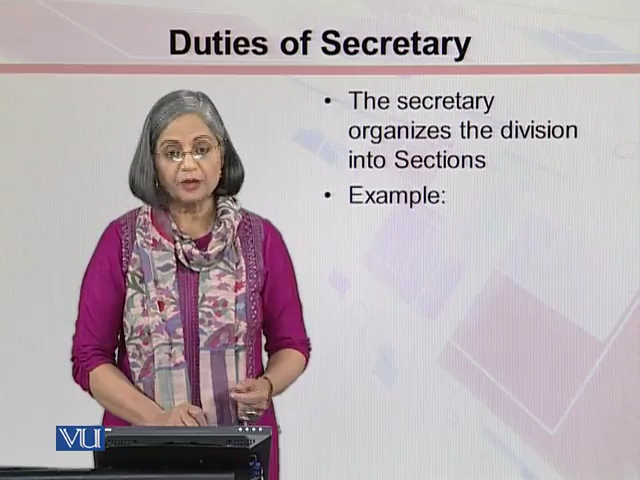 Duties of Secretary
• The secretary
organizes the division
into Sections
• Example:
VU